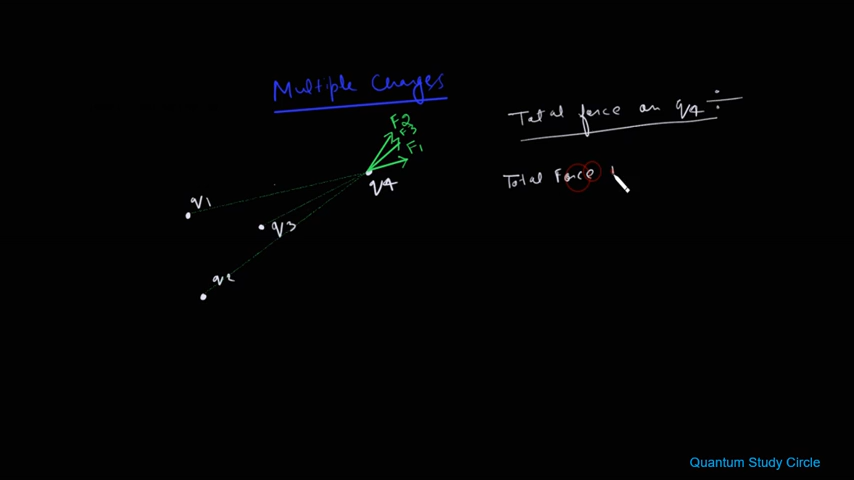 Multiple Charges
Total force on q4 :
F2
F3
F1
Total Force
q4
q1
q3
q2
Quantum Study Circle